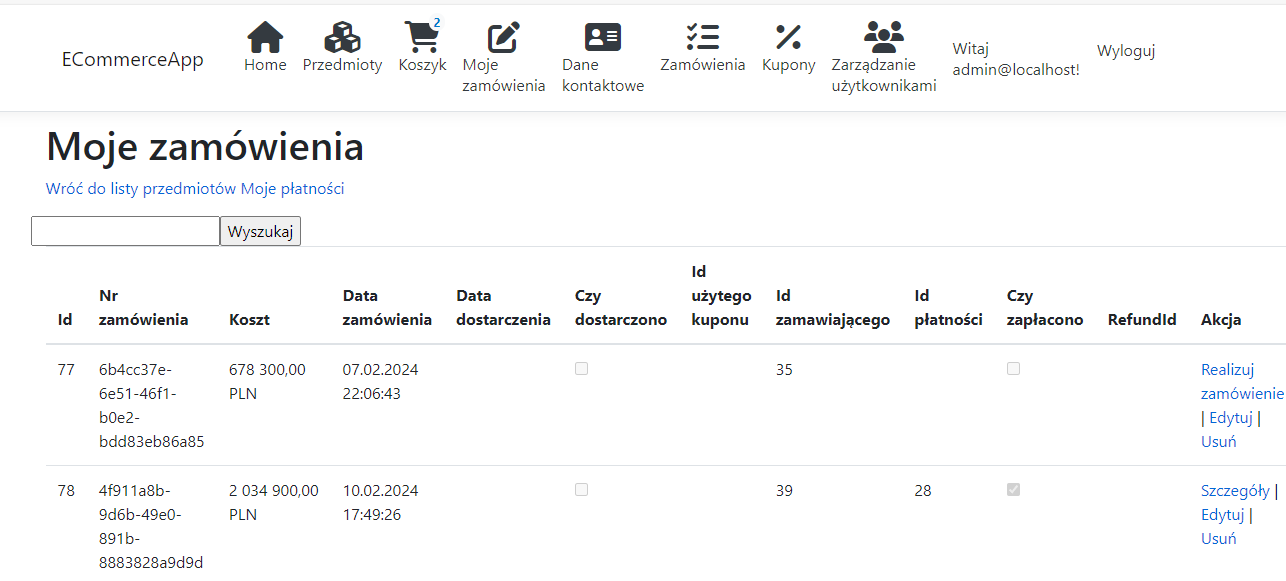 ECommerceApp
Home
Przedmioty
2
Koszyk
Moje
zamówienia
Dane
kontaktowe
Zamówienia
Kupony
Zarządzanie
użytkownikami
Witaj
admin@localhost!
Wyloguj
Moje zamówienia
Wróć do listy przedmiotów Moje płatności
Wyszukaj
Id
Nr
zamówienia
Koszt
Data
zamówienia
Data
dostarczenia
Czy
dostarczono
Id
użytego
kuponu
Id
zamawiającego
Id
płatności
Czy
zapłacono
RefundId
Akcja
77
6b4cc37e-
6e51-46f1-
b0e2-
bdd83eb86a85
678 300,00
PLN
07.02.2024
22:06:43
35
Realizuj
zamówienie
| Edytuj |
Usuń
78
4f911a8b-
9d6b-49e0-
891b-
8883828a9d9d
2 034 900,00
PLN
10.02.2024
17:49:26
39
28
Szczegóły |
Edytuj |
Usuń